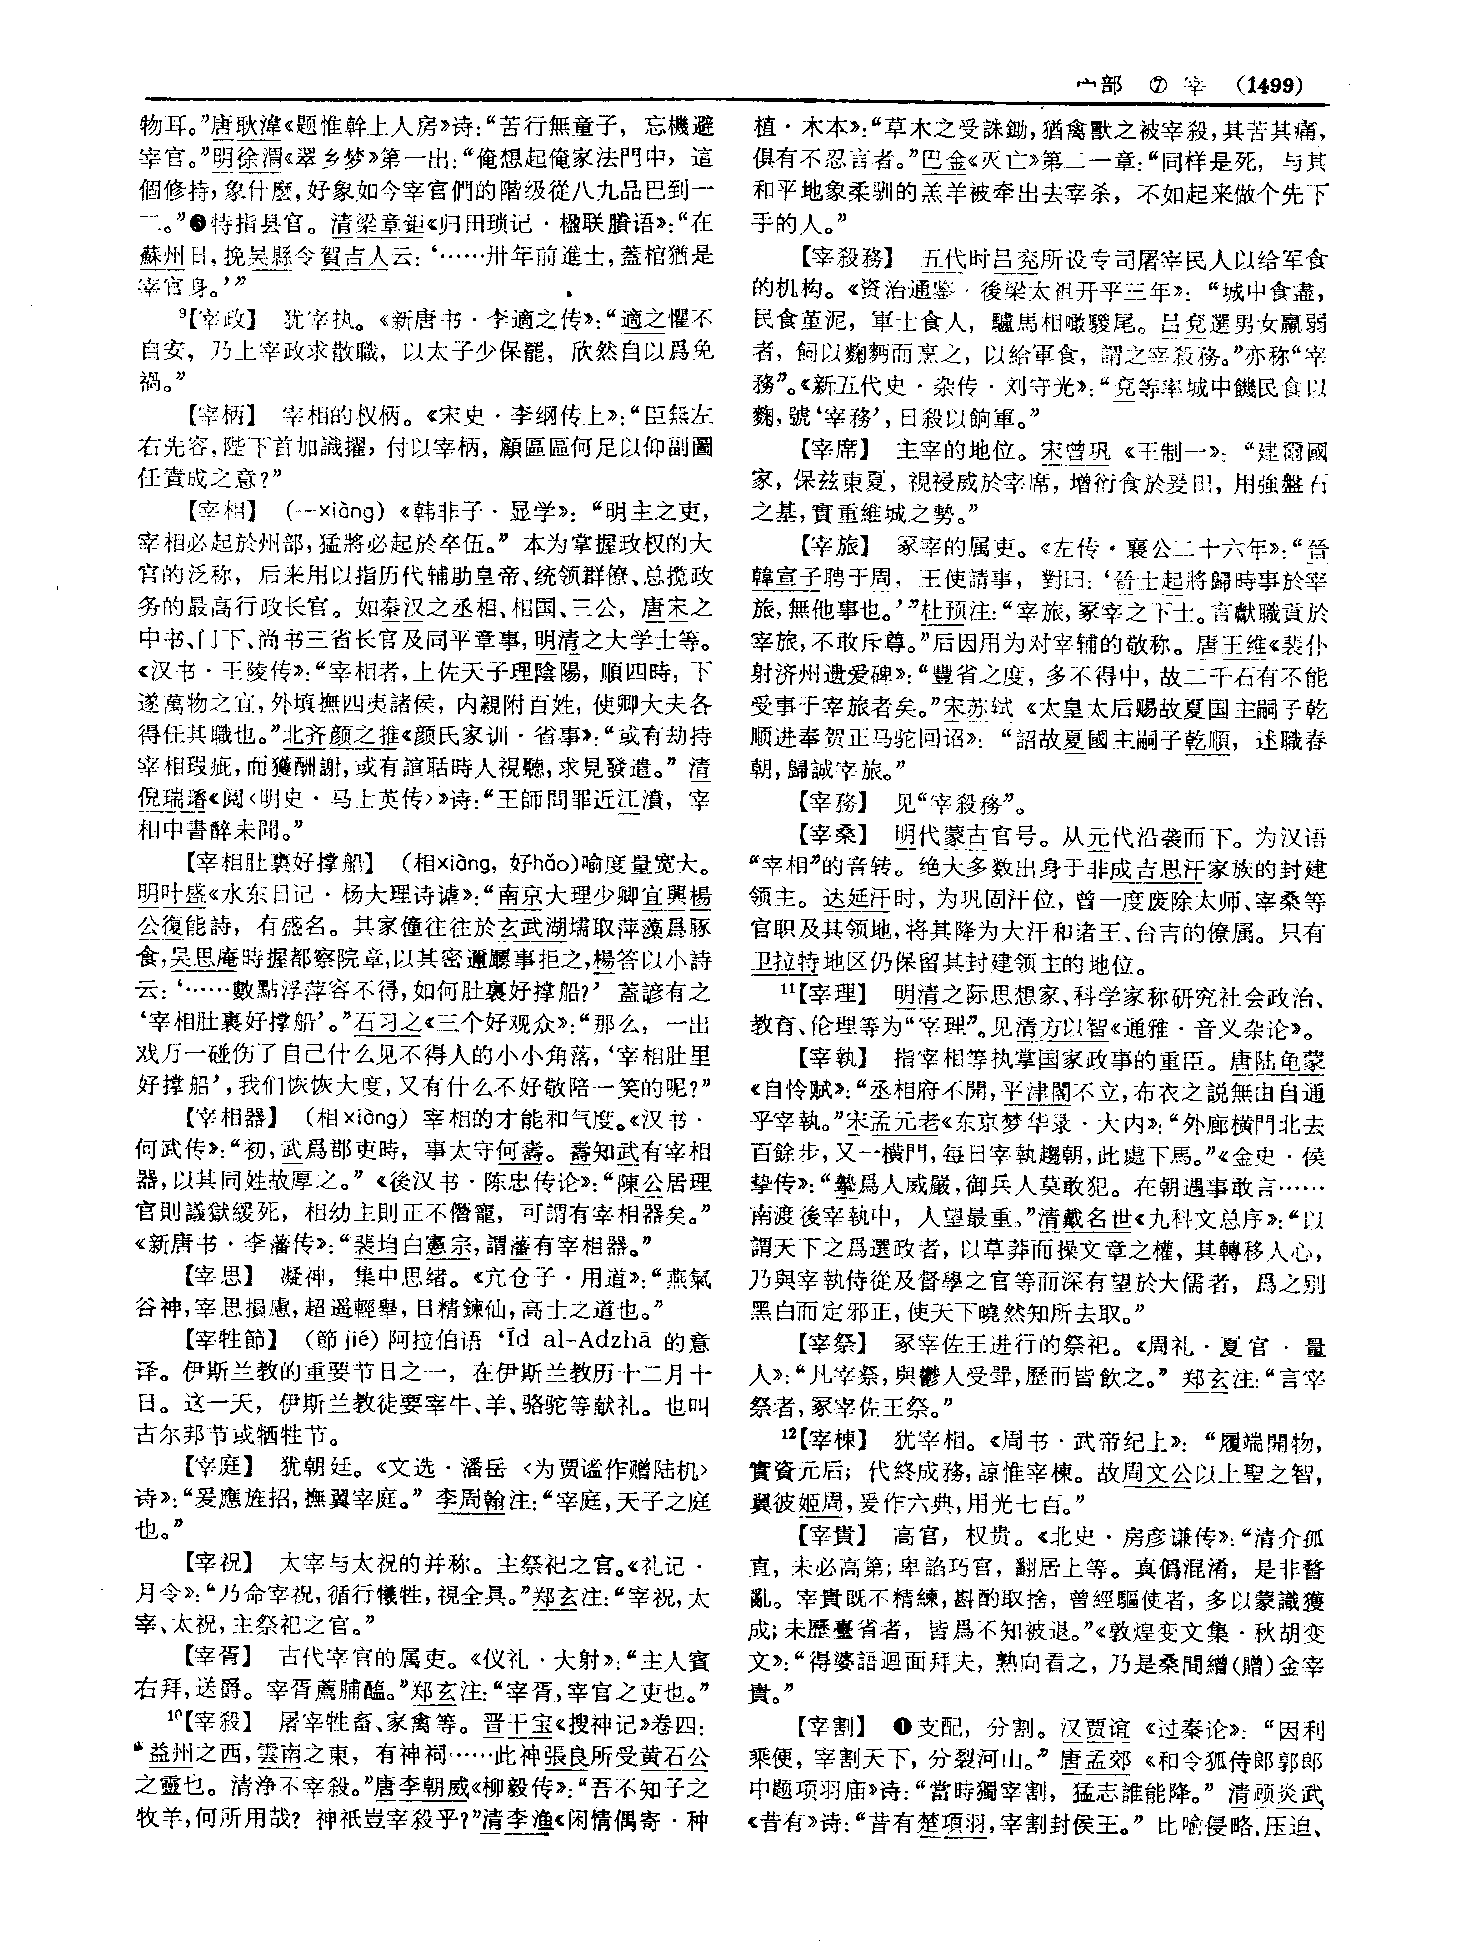 宀部 ⑦ 宰 (1499)
物耳。”唐耿湋《题惟幹上人房》诗：“苦行無童子，忘機避
宰官。”明徐渭《翠乡梦》第一出：“俺想起俺家法門中，這
個修持，象什麽，好象如今宰官們的階级從八九品巴到一
二。”❸特指县官。清梁章鉅《归田琐记·楹联賸语》：“在
蘇州日，挽吴縣令賀吉人云：‘……卅年前進士，蓋棺猶是
宰官身。’”
⁹【宰政】 犹宰执。《新唐书·李適之传》：“適之懼不
自安，乃上宰政求散職，以太子少保罷，欣然自以爲免
禍。”
【宰柄】 宰相的权柄。《宋史·李纲传上》：“臣無左
右先容，陛下首加識擢，付以宰柄，顧區區何足以仰副圖
任責成之意？”
【宰相】 (--xiàng)《韩非子·显学》：“明主之吏，
宰相必起於州部，猛將必起於卒伍。”本为掌握政权的大
官的泛称，后来用以指历代辅助皇帝、统领群僚、总揽政
务的最高行政长官。如秦汉之丞相、相国、三公，唐宋之
中书、门下、尚书三省长官及同平章事，明清之大学士等。
《汉书·王陵传》：“宰相者，上佐天子理陰陽，順四時，下
遂萬物之宜，外填撫四夷諸侯，内親附百姓，使卿大夫各
得任其職也。”北齐颜之推《颜氏家训·省事》：“或有劫持
宰相瑕疵，而獲酬謝，或有諠聒時人視聽，求見發遣。”清
倪瑞璿《阅〈明史·马士英传〉》诗：“王師問罪近江濆，宰
相中書醉未聞。”
【宰相肚裏好撑船】 (相xiàng，好hǎo)喻度量宽大。
明叶盛《水东日记·杨大理诗谑》：“南京大理少卿宜興楊
公復能詩，有盛名。其家僮往往於玄武湖壖取萍藻爲豚
食，吴思庵時握都察院章，以其密邇廳事拒之，楊答以小詩
云：‘……數點浮萍容不得，如何肚裏好撑船？’蓋諺有之
‘宰相肚裏好撑船’。”石习之《三个好观众》：“那么，一出
戏万一碰伤了自己什么见不得人的小小角落，‘宰相肚里
好撑船’，我们恢恢大度，又有什么不好敬陪一笑的呢？”
【宰相器】 (相xiàng) 宰相的才能和气度。《汉书·
何武传》：“初，武爲郡吏時，事太守何壽。壽知武有宰相
器，以其同姓故厚之。”《後汉书·陈忠传论》：“陳公居理
官則議獄緩死，相幼主則正不僭寵，可謂有宰相器矣。”
《新唐书·李藩传》：“裴垍白憲宗，謂藩有宰相器。”
【宰思】 凝神，集中思绪。《亢仓子·用道》：“燕氣
谷神，宰思損慮，超遥輕舉，日精鍊仙，高士之道也。”
【宰牲節】 (節jié) 阿拉伯语 ‘Īd al-Adzhā 的意
译。伊斯兰教的重要节日之一，在伊斯兰教历十二月十
日。这一天，伊斯兰教徒要宰牛、羊、骆驼等献礼。也叫
古尔邦节或牺牲节。
【宰庭】 犹朝廷。《文选·潘岳〈为贾谧作赠陆机〉
诗》：“爰應旌招，撫翼宰庭。”李周翰注：“宰庭，天子之庭
也。”
【宰祝】 太宰与太祝的并称。主祭祀之官。《礼记·
月令》：“乃命宰祝，循行犧牲，視全具。”郑玄注：“宰祝，太
宰、太祝，主祭祀之官。”
【宰胥】 古代宰官的属吏。《仪礼·大射》：“主人賓
右拜，送爵。宰胥薦脯醢。”郑玄注：“宰胥，宰官之吏也。”
¹⁰【宰殺】 屠宰牲畜、家禽等。晋干宝《搜神记》卷四：
“益州之西，雲南之東，有神祠……此神張良所受黄石公
之靈也。清净不宰殺。”唐李朝威《柳毅传》：“吾不知子之
牧羊，何所用哉？神祇豈宰殺乎？”清李渔《闲情偶寄·种
植·木本》：“草木之受誅鋤，猶禽獸之被宰殺，其苦其痛，
俱有不忍言者。”巴金《灭亡》第二一章：“同样是死，与其
和平地象柔驯的羔羊被牵出去宰杀，不如起来做个先下
手的人。”
【宰殺務】 五代时吕兖所设专司屠宰民人以给军食
的机构。《资治通鉴·後梁太祖开平三年》：“城中食盡，
民食堇泥，軍士食人，驢馬相噉騣尾。吕兖選男女羸弱
者，飼以麴麪而烹之，以給軍食，謂之宰殺務。”亦称“宰
務”。《新五代史·杂传·刘守光》：“兖等率城中饑民食以
麴，號‘宰務’，日殺以餉軍。”
【宰席】 主宰的地位。宋曾巩《王制一》：“建爾國
家，保兹東夏，視祲威於宰席，增衍食於爰田，用強盤石
之基，實重維城之勢。”
【宰旅】 冢宰的属吏。《左传·襄公二十六年》：“晉
韓宣子聘于周，王使請事，對曰：‘晉士起將歸時事於宰
旅，無他事也。’”杜预注：“宰旅，冢宰之下士。言獻職貢於
宰旅，不敢斥尊。”后因用为对宰辅的敬称。唐王维《裴仆
射济州遗爱碑》：“豐省之度，多不得中，故二千石有不能
受事于宰旅者矣。”宋苏轼《太皇太后赐故夏国主嗣子乾
顺进奉贺正马驼回诏》：“詔故夏國主嗣子乾順，述職春
朝，歸誠宰旅。”
【宰務】 见“宰殺務”。
【宰桑】 明代蒙古官号。从元代沿袭而下。为汉语
“宰相”的音转。绝大多数出身于非成吉思汗家族的封建
领主。达延汗时，为巩固汗位，曾一度废除太师、宰桑等
官职及其领地，将其降为大汗和诸王、台吉的僚属。只有
卫拉特地区仍保留其封建领主的地位。
¹¹【宰理】 明清之际思想家、科学家称研究社会政治、
教育、伦理等为“宰理”。见清方以智《通雅·音义杂论》。
【宰執】 指宰相等执掌国家政事的重臣。唐陆龟蒙
《自怜赋》：“丞相府不開，平津閣不立，布衣之説無由自通
乎宰執。”宋孟元老《东京梦华录·大内》：“外廊橫門北去
百餘步，又一橫門，每日宰執趨朝，此處下馬。”《金史·侯
挚传》：“摯爲人威嚴，御兵人莫敢犯。在朝遇事敢言……
南渡後宰執中，人望最重。”清戴名世《九科文总序》：“以
謂天下之爲選政者，以草莽而操文章之權，其轉移人心，
乃與宰執侍從及督學之官等而深有望於大儒者，爲之别
黑白而定邪正，使天下曉然知所去取。”
【宰祭】 冢宰佐王进行的祭祀。《周礼·夏官·量
人》：“凡宰祭，與鬱人受斝，歷而皆飲之。”郑玄注：“言宰
祭者，冢宰佐王祭。”
¹²【宰棟】 犹宰相。《周书·武帝纪上》：“履端開物，
實資元后；代終成務，諒惟宰棟。故周文公以上聖之智，
翼彼姬周，爰作六典，用光七百。”
【宰貴】 高官，权贵。《北史·房彦谦传》：“清介孤
直，未必高第；卑諂巧官，翻居上等。真僞混淆，是非瞀
亂。宰貴既不精練，斟酌取捨，曾經驅使者，多以蒙識獲
成；未歷臺省者，皆爲不知被退。”《敦煌变文集·秋胡变
文》：“得婆語迴面拜夫，熟向看之，乃是桑間繒(贈)金宰
貴。”
【宰割】 ❶支配，分割。汉贾谊《过秦论》：“因利
乘便，宰割天下，分裂河山。”唐孟郊《和令狐侍郎郭郎
中题项羽庙》诗：“當時獨宰割，猛志誰能降。”清顾炎武
《昔有》诗：“昔有楚項羽，宰割封侯王。”比喻侵略、压迫、